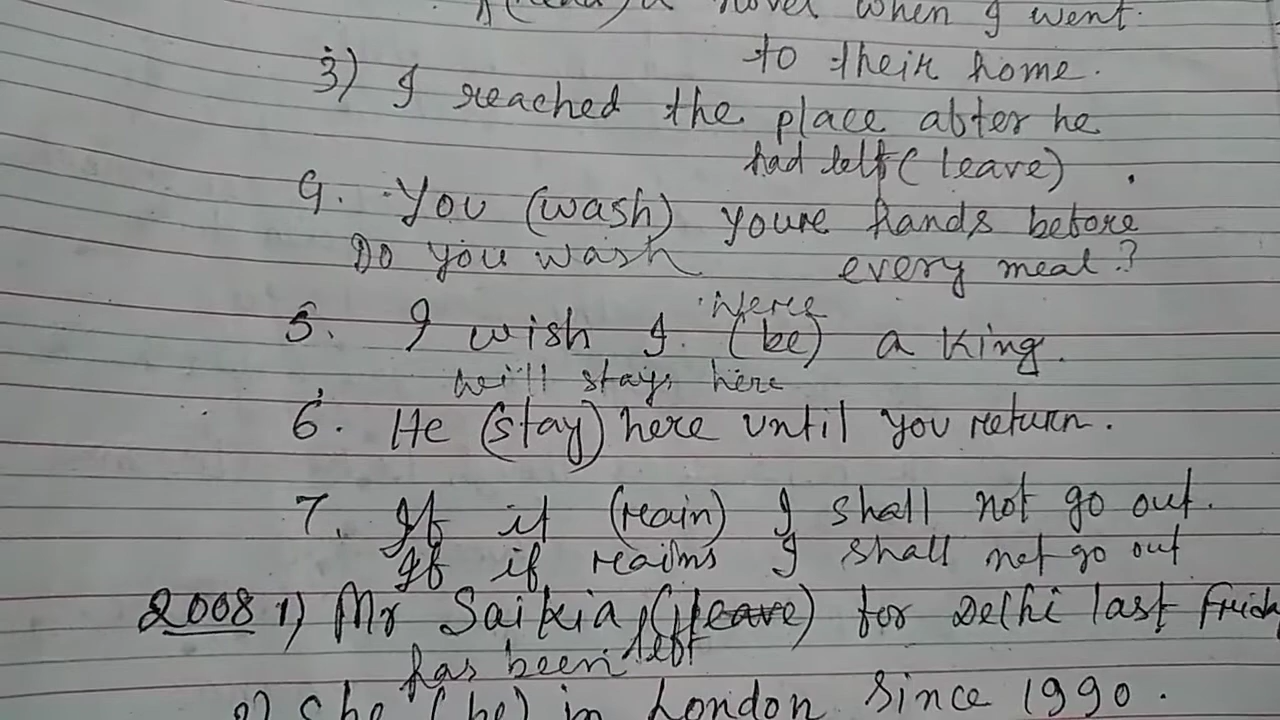 a novel when I went
to their home.
3) I reached the place after he
had left (leave).
4. You (wash) youre hands before
Do you wash every meal?
were
5. I wish I (be) a King.
will stays here
6. He (stay) here until you return.
7. If it (rain) I shall not go out.
If it rains I shall not go out
2008 1) Mr Saikia (leave) for Delhi last
left
has been
2) She (be) in London since 1990.